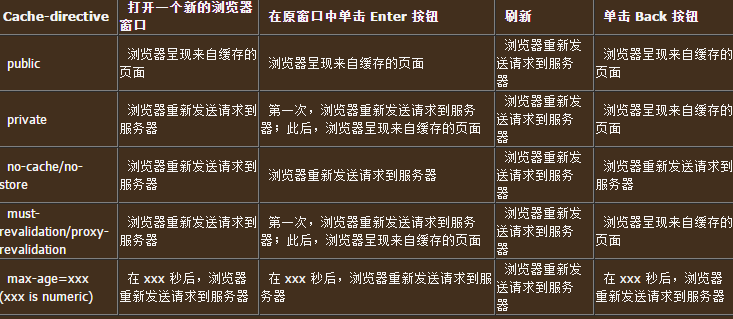 Cache-directive
打开一个新的浏览器
窗口
在原窗口中单击 Enter 按钮
刷新
单击 Back 按钮
public
浏览器呈现来自缓存的
页面
浏览器呈现来自缓存的页面
浏览器重新发
送请求到服务
器
浏览器呈现来自缓存的
页面
private
浏览器重新发送请求到
服务器
第一次，浏览器重新发送请求到服务
器；此后，浏览器呈现来自缓存的页面
浏览器重新发
送请求到服务
器
浏览器呈现来自缓存的
页面
no-cache/no-
store
浏览器重新发送请求到
服务器
浏览器重新发送请求到服务器
浏览器重新发
送请求到服务
器
浏览器重新发送请求到
服务器
must-
revalidation/proxy-
revalidation
浏览器重新发送请求到
服务器
第一次，浏览器重新发送请求到服务
器；此后，浏览器呈现来自缓存的页面
浏览器重新发
送请求到服务
器
浏览器呈现来自缓存的
页面
max-age=xxx
(xxx is numeric)
在 xxx 秒后，浏览器
重新发送请求到服务器
在 xxx 秒后，浏览器重新发送请求到服
务器
浏览器重新发
送请求到服务
器
在 xxx 秒后，浏览器
重新发送请求到服务器